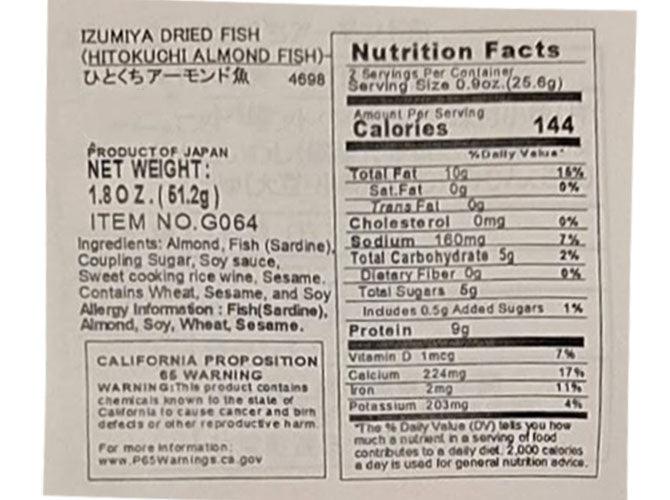 IZUMIYA DRIED FISH
(HITOKUCHI ALMOND FISH)
ひとくちアーモンド魚 4698
PRODUCT OF JAPAN
NET WEIGHT:
1.8 OZ. (51.2g)
ITEM NO.G064
Ingredients: Almond, Fish (Sardine),
Coupling Sugar, Soy sauce,
Sweet cooking rice wine, Sesame.
Contains Wheat, Sesame, and Soy
Allergy Information : Fish(Sardine),
Almond, Soy, Wheat, Sesame.
CALIFORNIA PROPOSITION
65 WARNING
WARNING:This product contains
chemicals known to the state of
California to cause cancer and birh
defects or other reproductive harm.
For more information:
www.P65Warnings.ca.gov
Nutrition Facts
2 Servings Per Container
Serving Size 0.9oz.(25.6g)
Amount Per Serving
Calories 144
%Daily Value*
Total Fat 10g 15%
Sat.Fat 0g 0%
Trans Fat 0g
Cholesterol 0mg 0%
Sodium 160mg 7%
Total Carbohydrate 5g 2%
Dietary Fiber 0g 0%
Total Sugars 5g
Includes 0.5g Added Sugars 1%
Protein 9g
Vitamin D 1mcg 7%
Calcium 224mg 17%
Iron 2mg 11%
Potassium 203mg 4%
*The % Daily Value (DV) tells you how
much a nutrient in a serving of food
contributes to a daily diet. 2,000 calories
a day is used for general nutrition advice.